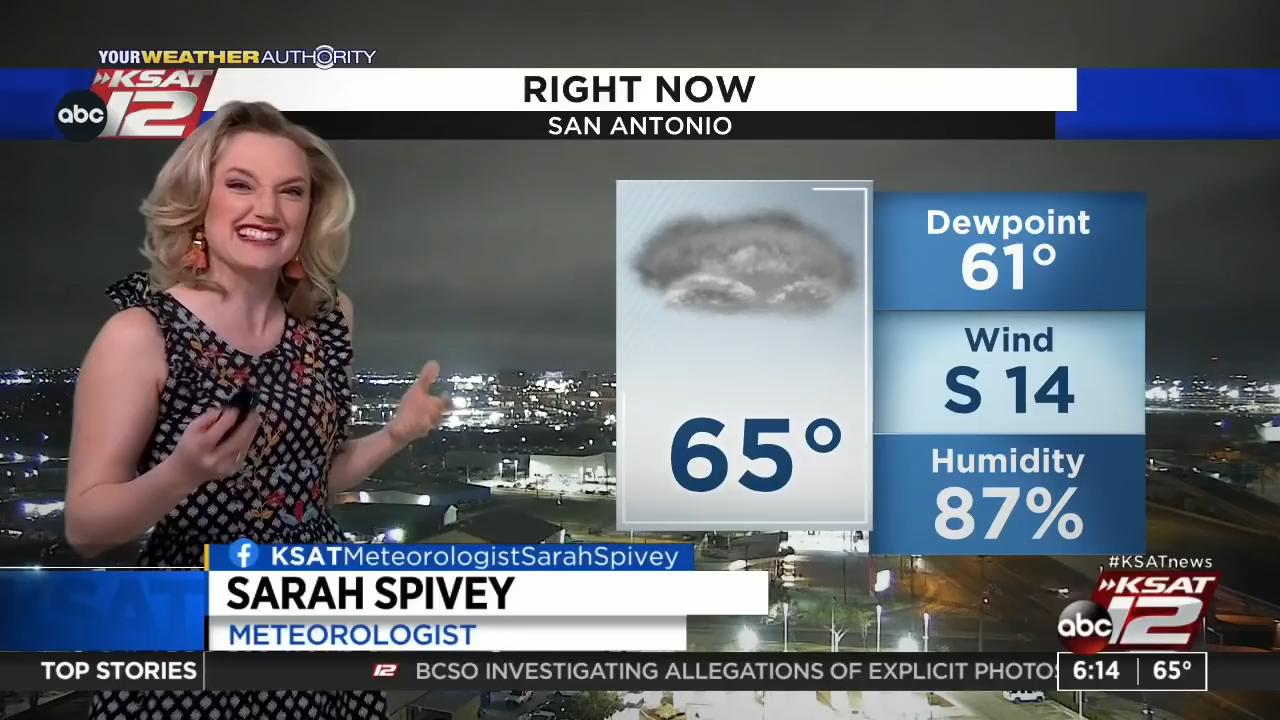 YOURWEATHERAUTHORITY
KSAT
abc 12
RIGHT NOW
SAN ANTONIO
Dewpoint
61°
Wind
S 14
65°
Humidity
87%
KSATMeteorologistSarahSpivey
SARAH SPIVEY
METEOROLOGIST
KSAT
#KSATnews
KSAT
abc 12
TOP STORIES
12 BCSO INVESTIGATING ALLEGATIONS OF EXPLICIT PHOTOS
6:14 65°